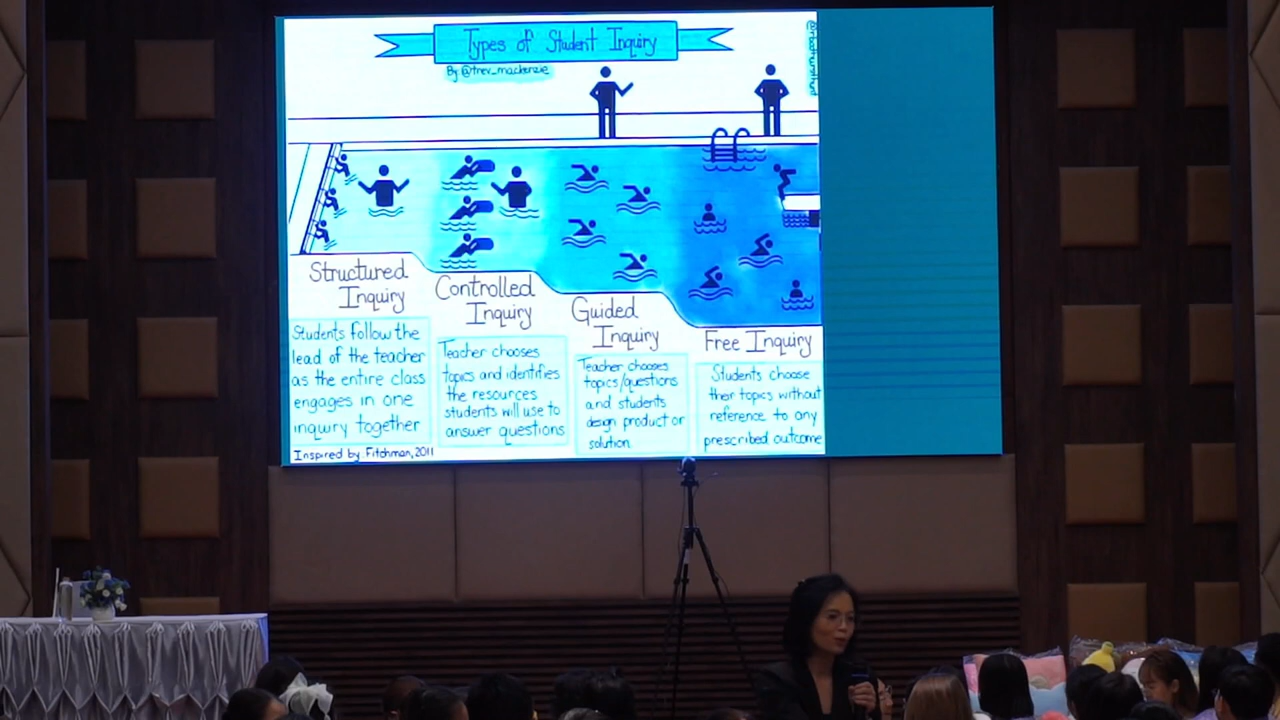 Types of Student Inquiry
By: @trev_mackenzie
Structured
Inquiry
Students follow the
lead of the teacher
as the entire class
engages in one
inquiry together
Controlled
Inquiry
Teacher chooses
topics and identifies
the resources
students will use to
answer questions
Guided
Inquiry
Teacher chooses
topics/questions
and students
design product or
solution
Free Inquiry
Students choose
their topics without
reference to any
prescribed outcome
Inspired by Fitchman, 2011